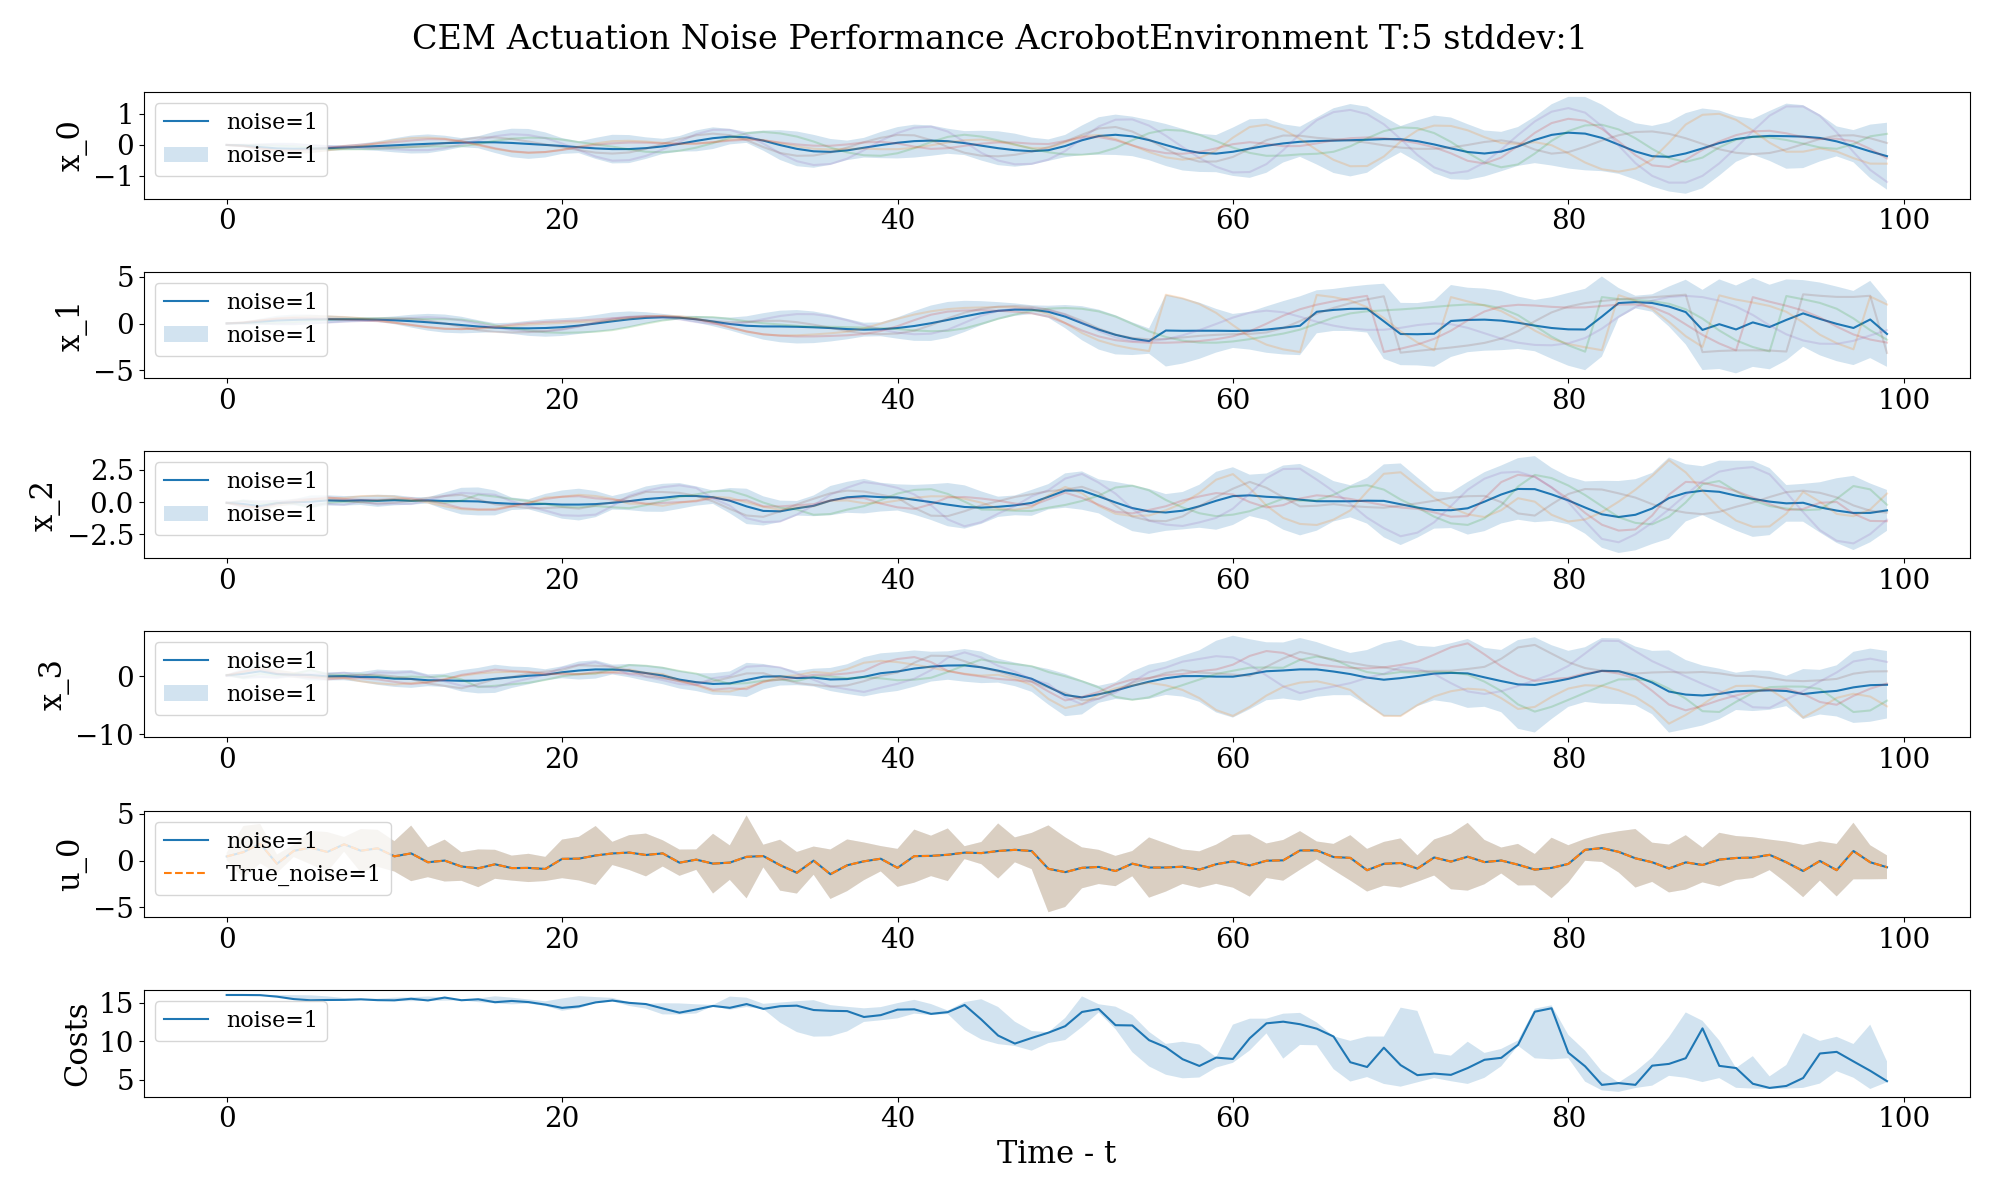 CEM Actuation Noise Performance AcrobotEnvironment T:5 stddev:1
x_0
1
0
−1
noise=1
noise=1
0 20 40 60 80 100
x_1
5
0
−5
noise=1
noise=1
0 20 40 60 80 100
x_2
2.5
0.0
−2.5
noise=1
noise=1
0 20 40 60 80 100
x_3
0
−10
noise=1
noise=1
0 20 40 60 80 100
u_0
5
0
−5
noise=1
True_noise=1
0 20 40 60 80 100
Costs
15
10
5
noise=1
0 20 40 60 80 100
Time - t